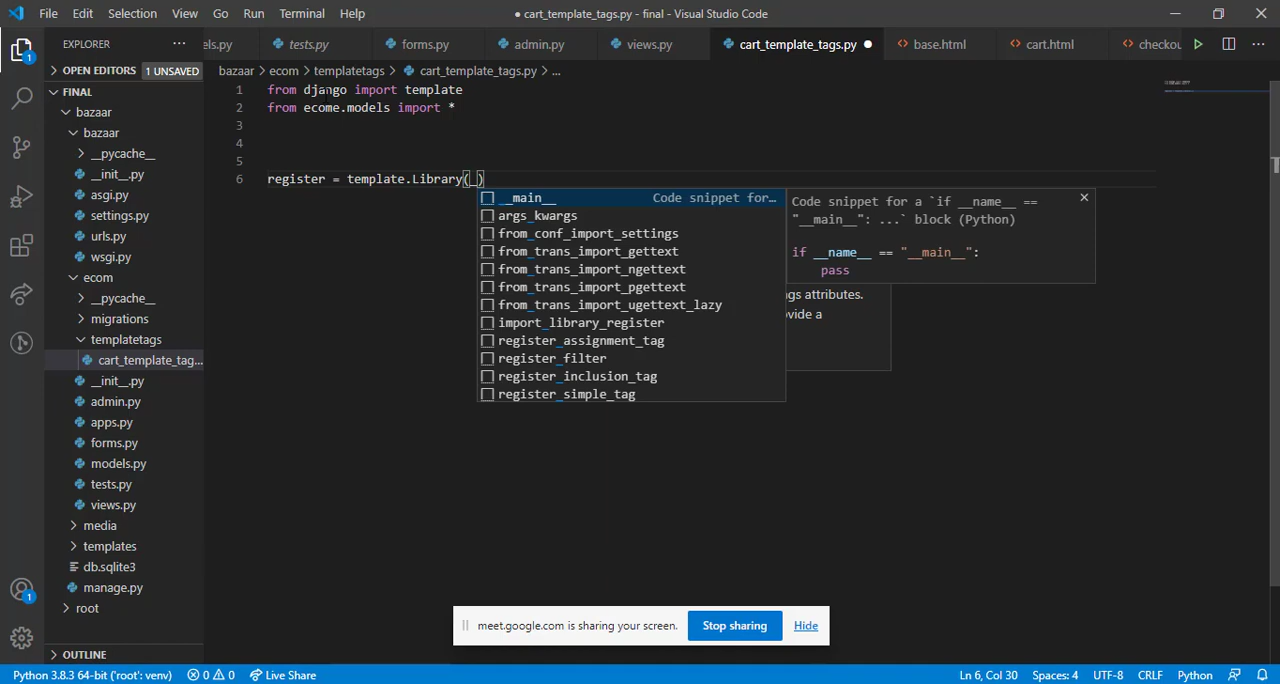 File Edit Selection View Go Run Terminal Help ● cart_template_tags.py - final - Visual Studio Code
EXPLORER ··· els.py tests.py forms.py admin.py views.py cart_template_tags.py ● base.html cart.html checkou ···
OPEN EDITORS 1 UNSAVED bazaar > ecom > templatetags > cart_template_tags.py > ...
FINAL
bazaar
bazaar
__pycache__
__init__.py
asgi.py
settings.py
urls.py
wsgi.py
ecom
__pycache__
migrations
templatetags
cart_template_tag...
__init__.py
admin.py
apps.py
forms.py
models.py
tests.py
views.py
media
templates
db.sqlite3
manage.py
root
OUTLINE
1 from django import template
2 from ecome.models import *
3
4
5
6 register = template.Library(_)
__main__ Code snippet for...
args_kwargs
from_conf_import_settings
from_trans_import_gettext
from_trans_import_ngettext
from_trans_import_pgettext
from_trans_import_ugettext_lazy
import_library_register
register_assignment_tag
register_filter
register_inclusion_tag
register_simple_tag
Code snippet for a `if __name__ ==
"__main__": ...` block (Python)
if __name__ == "__main__":
pass
gs attributes.
vide a
meet.google.com is sharing your screen. Stop sharing Hide
1
1
Python 3.8.3 64-bit ('root': venv) 0 0 Live Share Ln 6, Col 30 Spaces: 4 UTF-8 CRLF Python